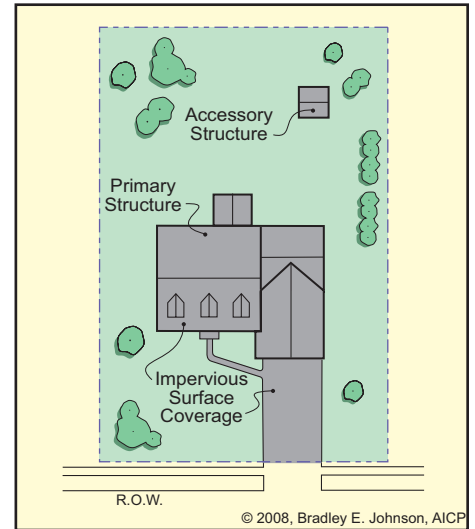 Accessory
Structure
Primary
Structure
Impervious
Surface
Coverage
R.O.W.
© 2008, Bradley E. Johnson, AICP